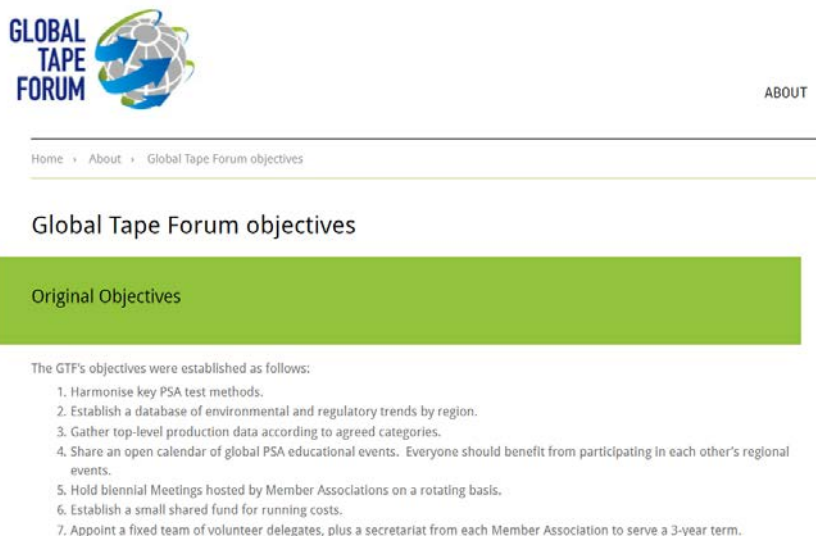 GLOBAL
TAPE
FORUM
ABOUT
Home › About › Global Tape Forum objectives
Global Tape Forum objectives
Original Objectives
The GTF's objectives were established as follows:
1. Harmonise key PSA test methods.
2. Establish a database of environmental and regulatory trends by region.
3. Gather top-level production data according to agreed categories.
4. Share an open calendar of global PSA educational events. Everyone should benefit from participating in each other's regional
events.
5. Hold biennial Meetings hosted by Member Associations on a rotating basis.
6. Establish a small shared fund for running costs.
7. Appoint a fixed team of volunteer delegates, plus a secretariat from each Member Association to serve a 3-year term.